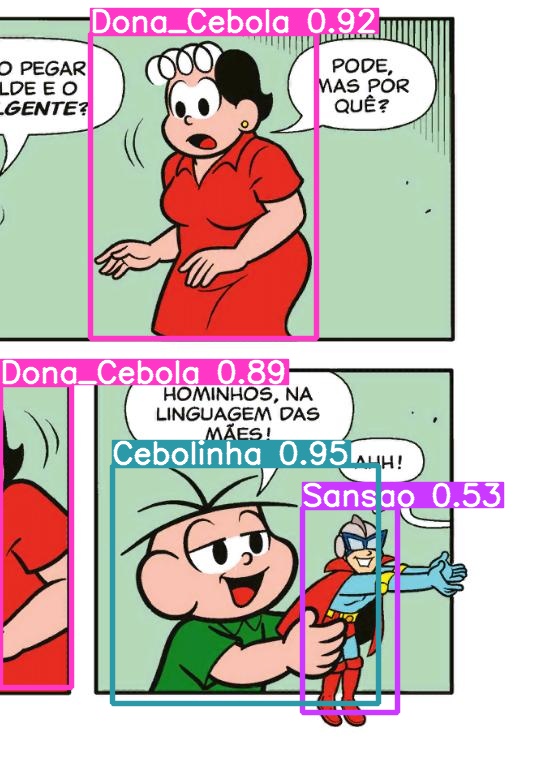 Dona_Cebola 0.92
O PEGAR
LDE E O
LGENTE?
PODE,
MAS POR
QUÊ?
Dona_Cebola 0.89
HOMINHOS, NA
LINGUAGEM DAS
MÃES!
Cebolinha 0.95
AHH!
Sansao 0.53